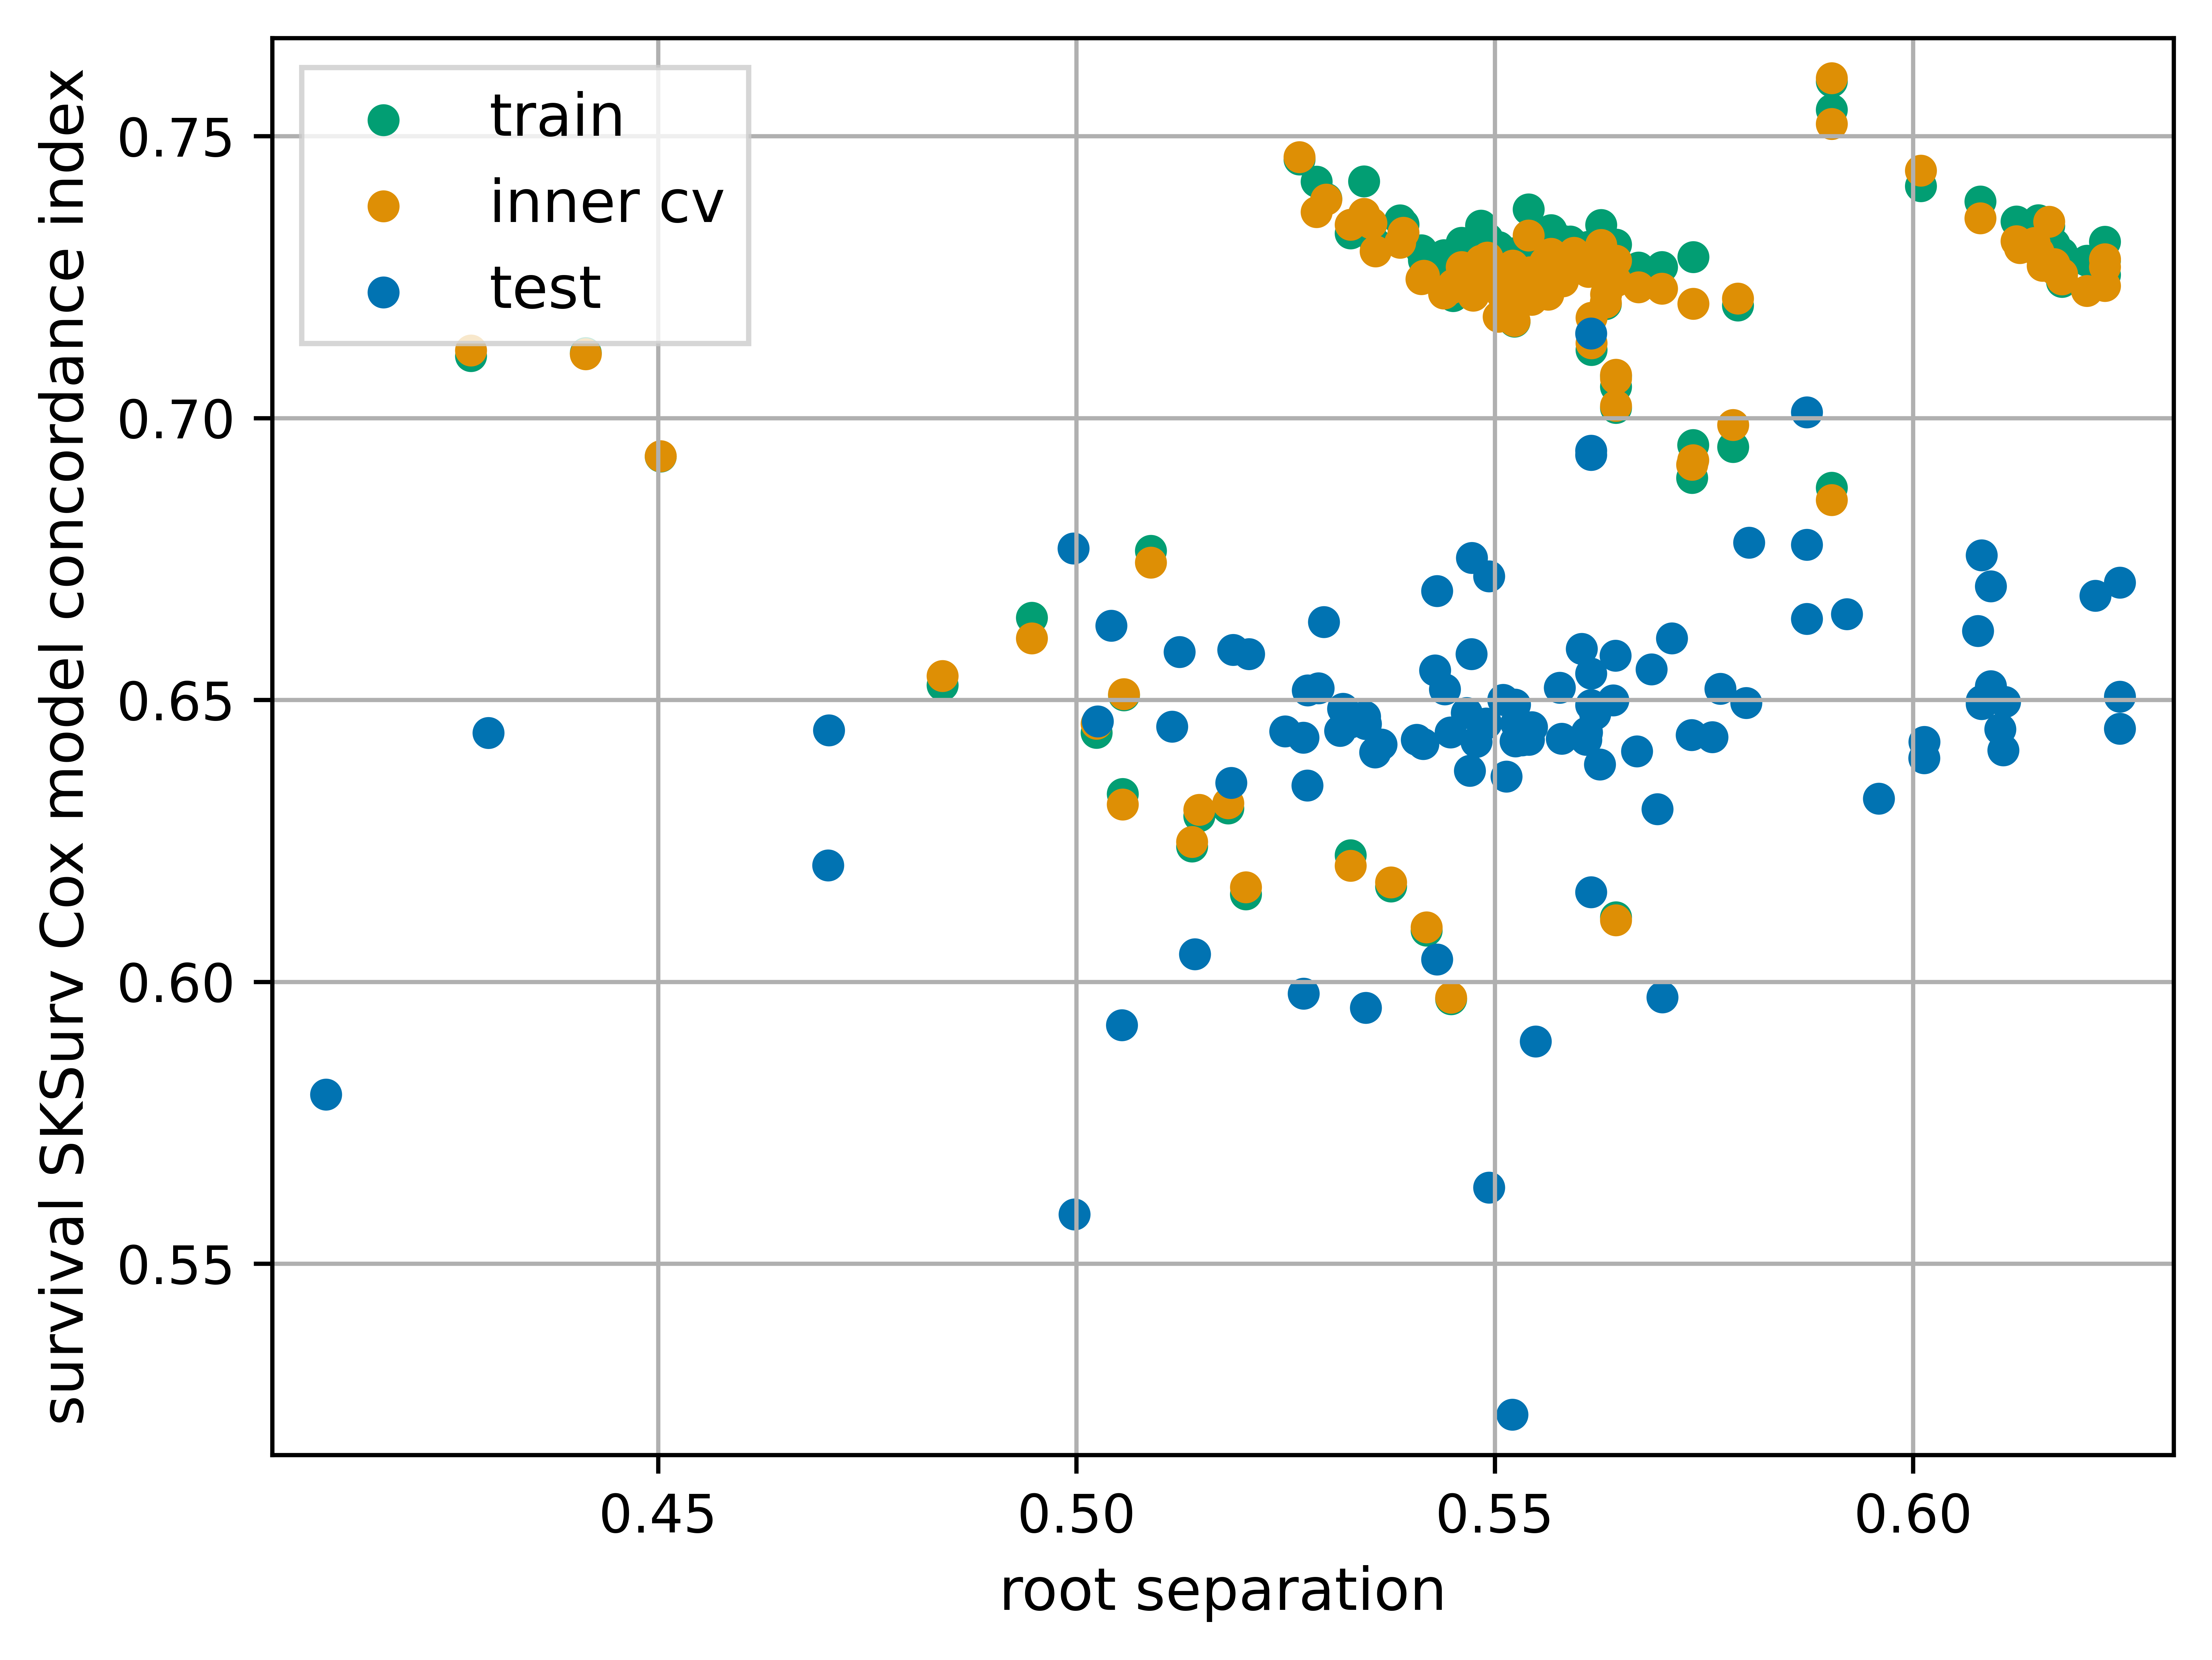 survival SKSurv Cox model concordance index
train
inner cv
test
0.75
0.70
0.65
0.60
0.55
0.45 0.50 0.55 0.60
root separation